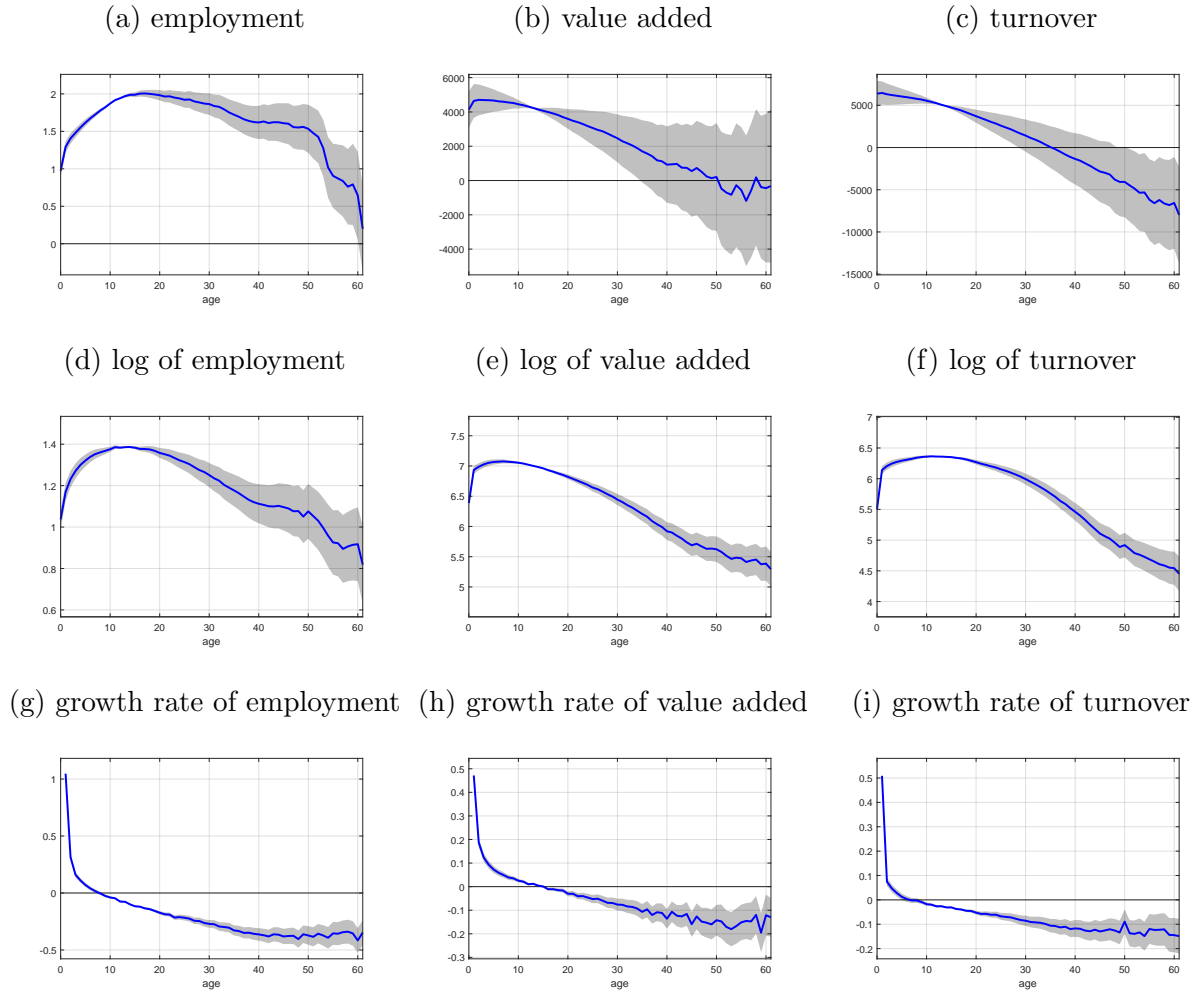 (a) employment
(b) value added
(c) turnover
2
1.5
1
0.5
0
0 10 20 30 40 50 60
age
6000
4000
2000
0
-2000
-4000
0 10 20 30 40 50 60
age
5000
0
-5000
-10000
-15000
0 10 20 30 40 50 60
age
(d) log of employment
(e) log of value added
(f) log of turnover
1.4
1.2
1
0.8
0.6
0 10 20 30 40 50 60
age
7.5
7
6.5
6
5.5
5
0 10 20 30 40 50 60
age
7
6.5
6
5.5
5
4.5
4
0 10 20 30 40 50 60
age
(g) growth rate of employment
(h) growth rate of value added
(i) growth rate of turnover
1
0.5
0
-0.5
0 10 20 30 40 50 60
age
0.5
0.4
0.3
0.2
0.1
0
-0.1
-0.2
-0.3
0 10 20 30 40 50 60
age
0.5
0.4
0.3
0.2
0.1
0
-0.1
-0.2
0 10 20 30 40 50 60
age